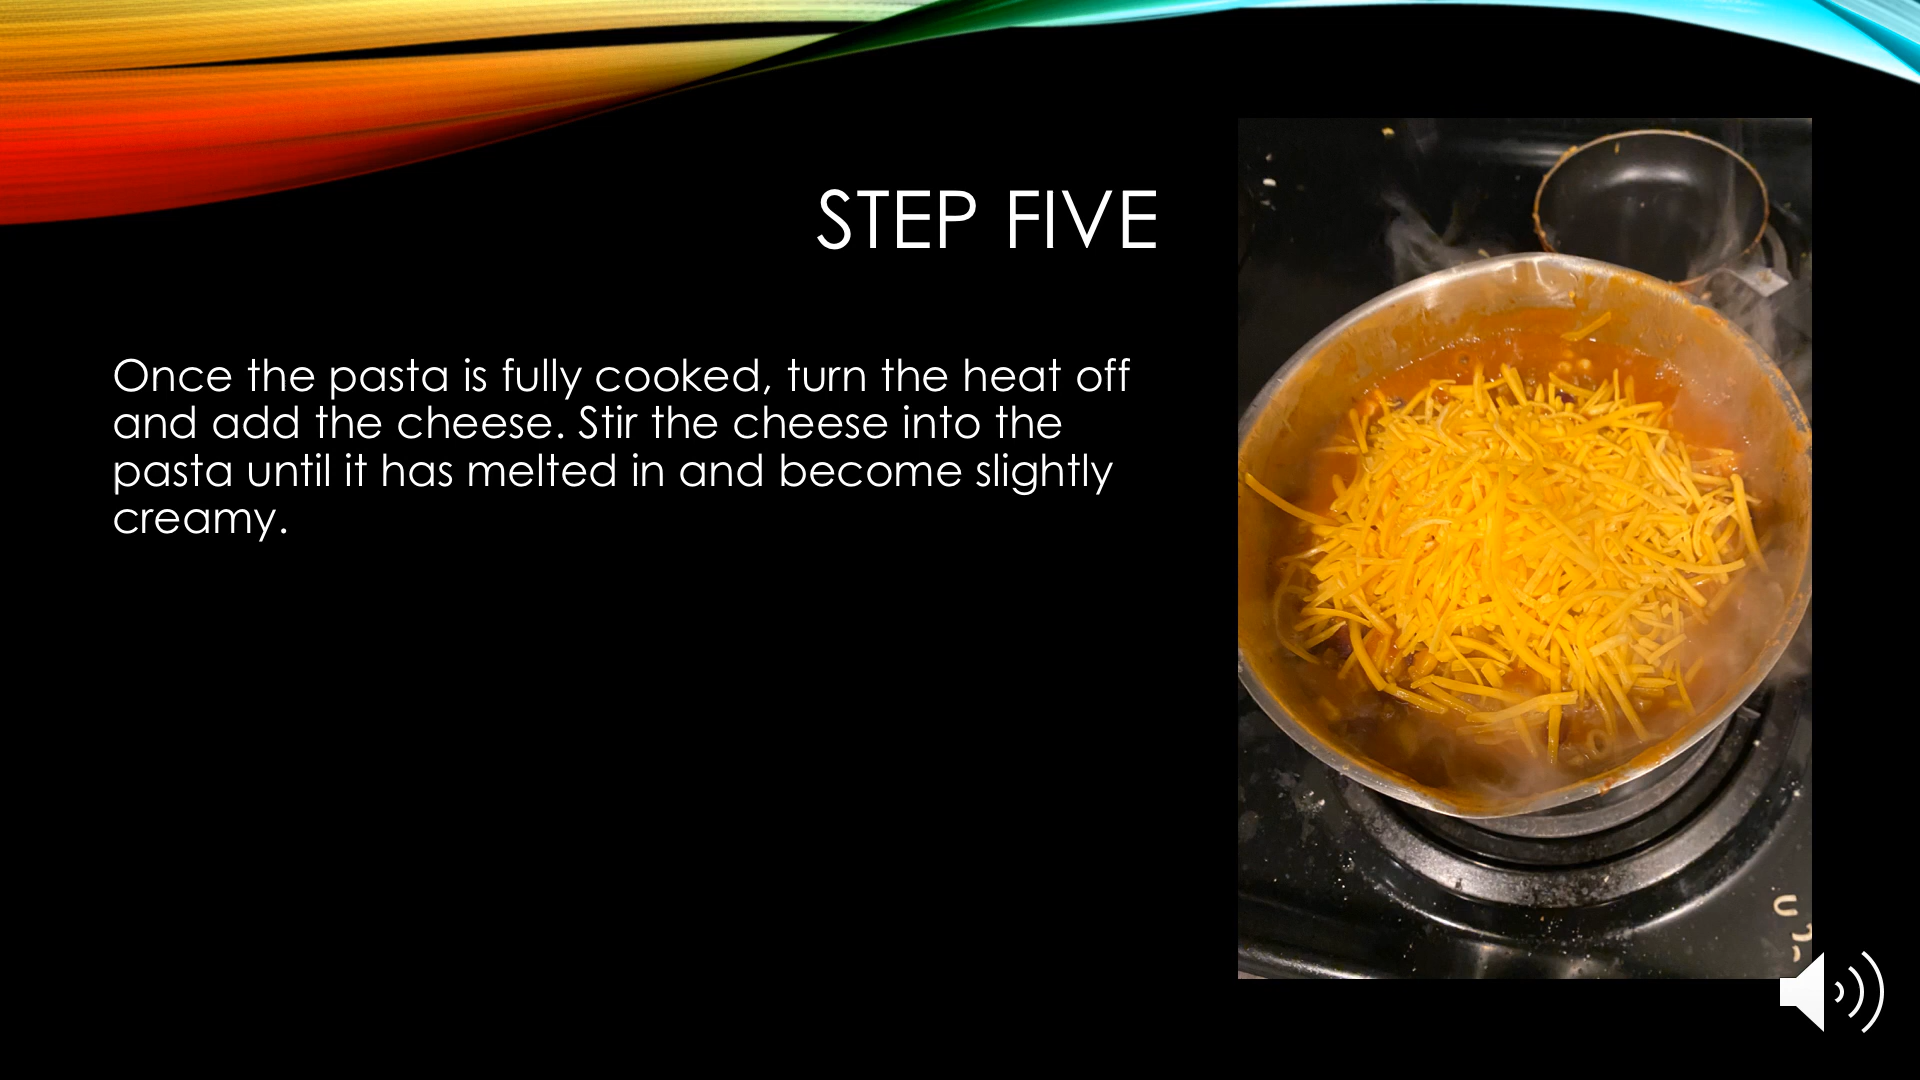 STEP FIVE
Once the pasta is fully cooked, turn the heat off
and add the cheese. Stir the cheese into the
pasta until it has melted in and become slightly
creamy.